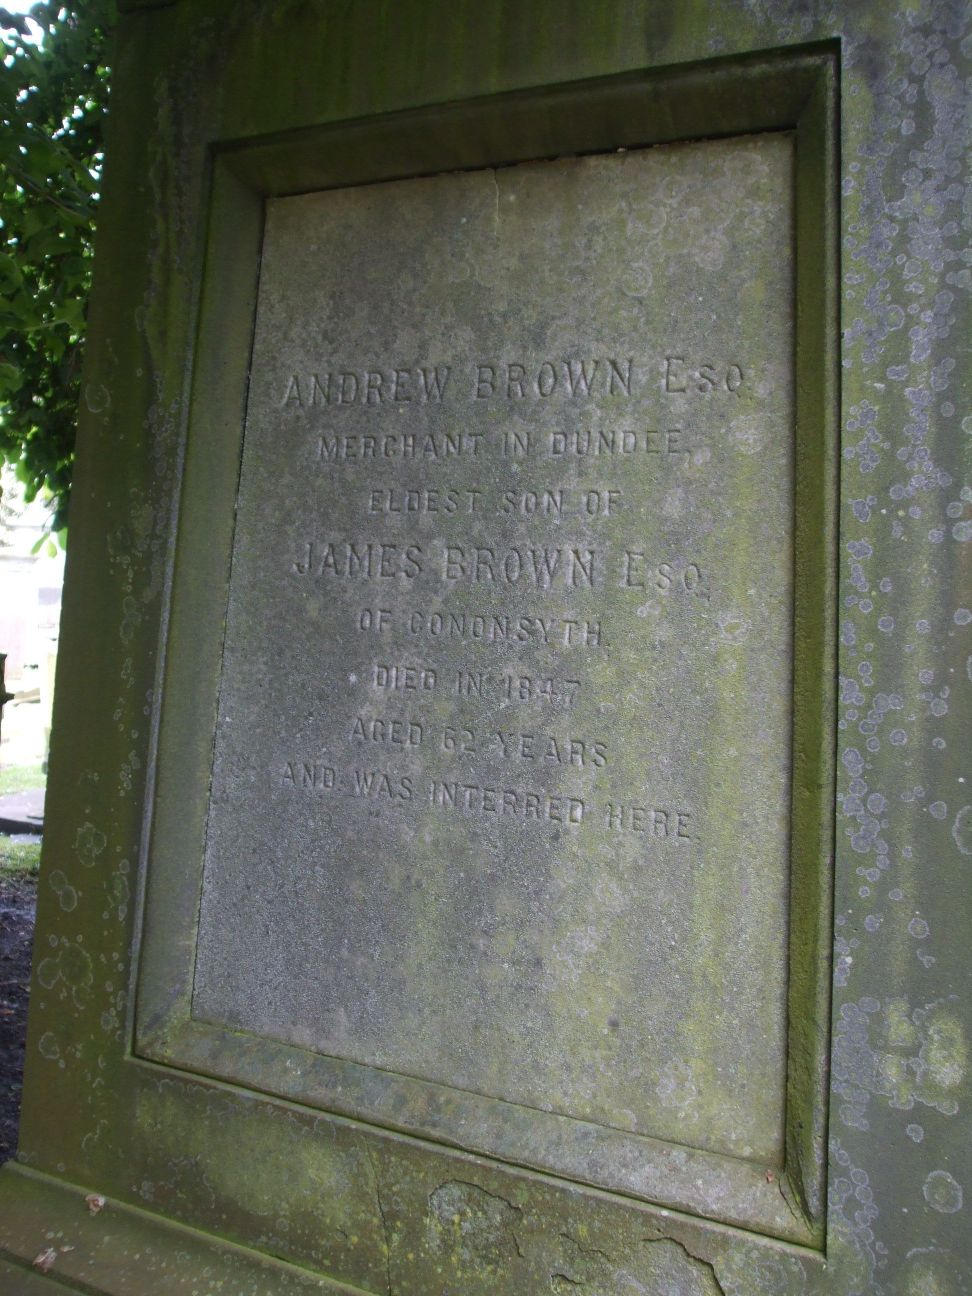 ANDREW BROWN ESQ.
MERCHANT IN DUNDEE,
ELDEST SON OF
JAMES BROWN ESQ.
OF CONONSYTH,
DIED IN 1847
AGED 62 YEARS
AND WAS INTERRED HERE